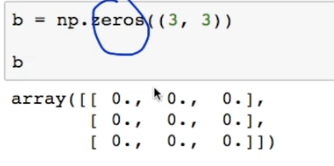 b = np.zeros((3, 3))
b
array([[ 0., 0., 0.],
[ 0., 0., 0.],
[ 0., 0., 0.]])